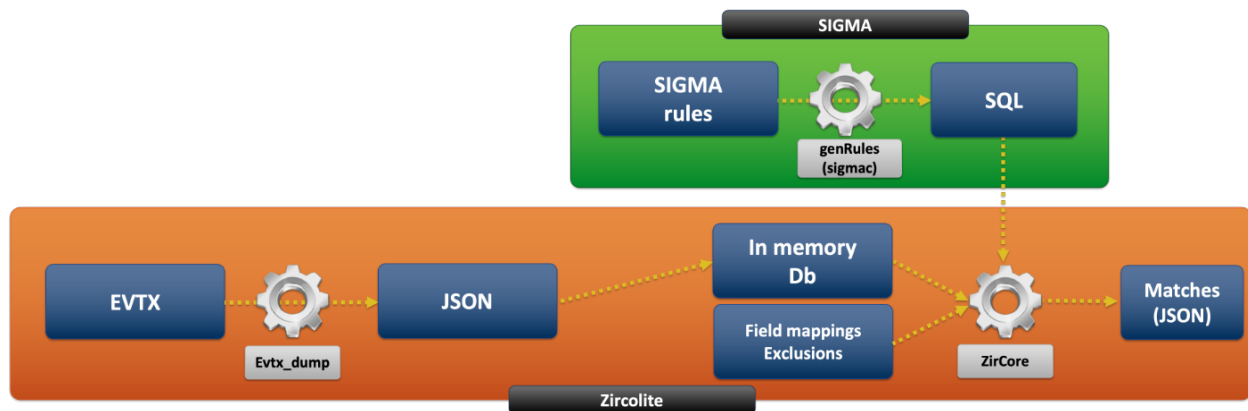 SIGMA
SIGMA
rules
SQL
genRules
(sigmac)
In memory
Db
EVTX
JSON
Matches
(JSON)
Field mappings
Exclusions
Evtx_dump
ZirCore
Zircolite